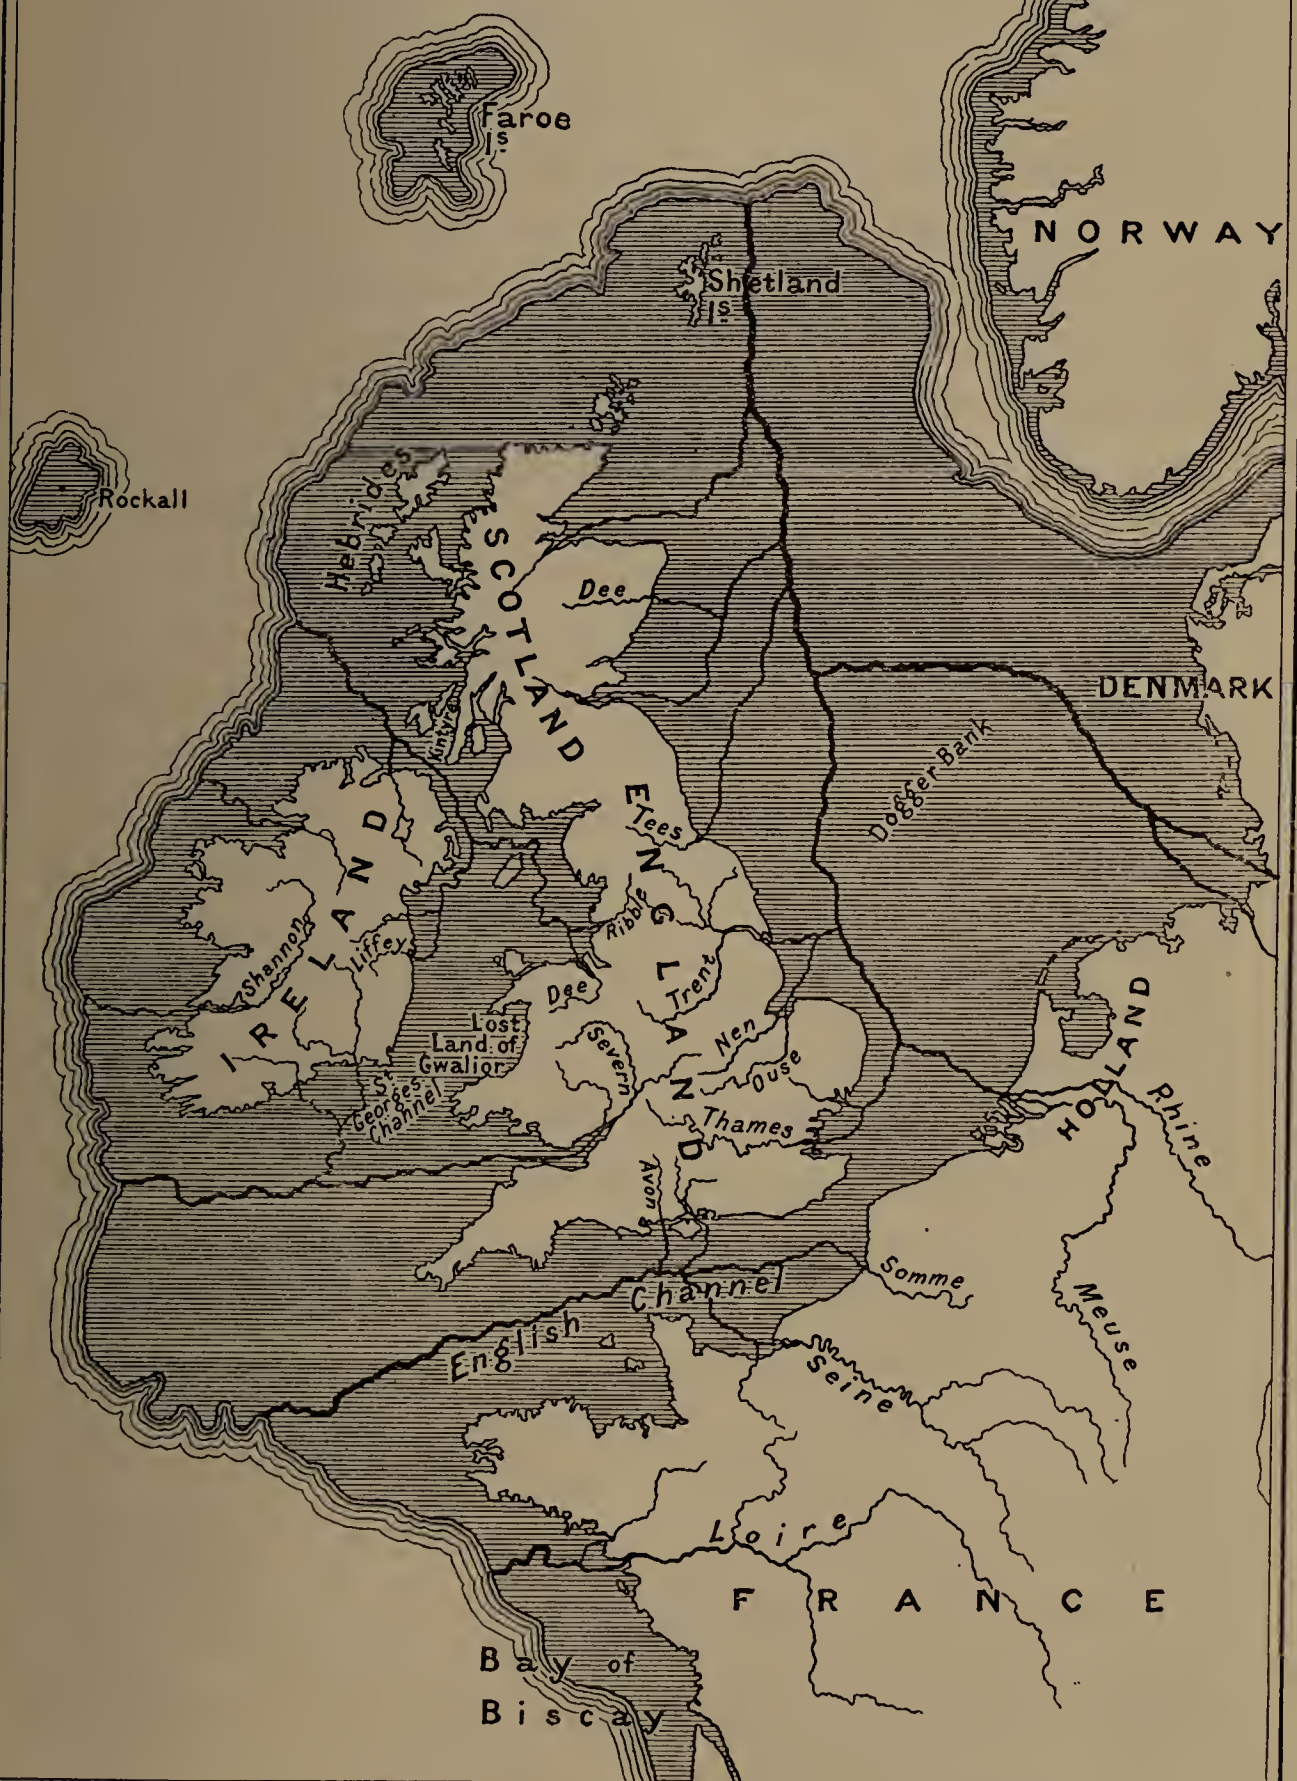 Faroe
Is
NORWAY
Shetland
Is
Hebrides
Rockall
SCOTLAND
Dee
DENMARK
Kintyre
Dogger Bank
ENGLAND
Tees
IRELAND
Ribble
Shannon
Liffey
Trent
Dee
HOLLAND
Lost
Land of
Gwalior
Severn
Nen
Ouse
St
Georges
Channel
Thames
Rhine
Avon
Somme
English Channel
Meuse
Seine
Loire
FRANCE
Bay of
Biscay